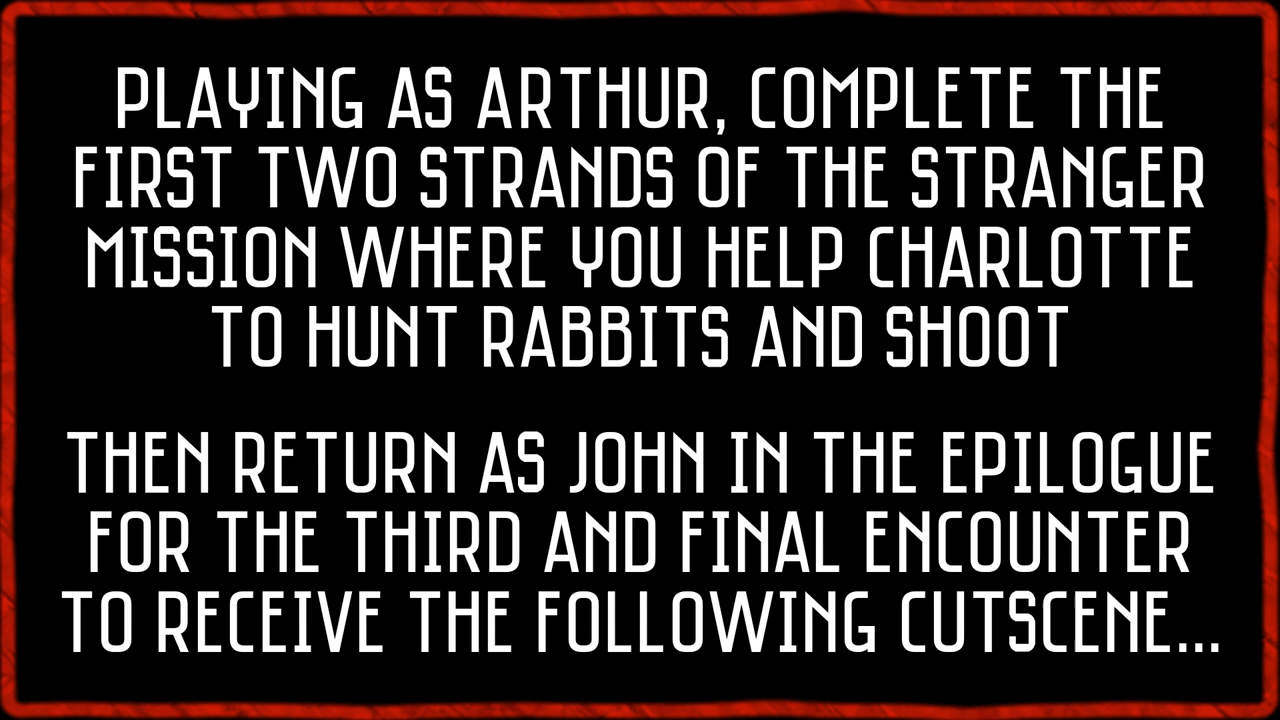 PLAYING AS ARTHUR, COMPLETE THE
FIRST TWO STRANDS OF THE STRANGER
MISSION WHERE YOU HELP CHARLOTTE
TO HUNT RABBITS AND SHOOT
THEN RETURN AS JOHN IN THE EPILOGUE
FOR THE THIRD AND FINAL ENCOUNTER
TO RECEIVE THE FOLLOWING CUTSCENE...